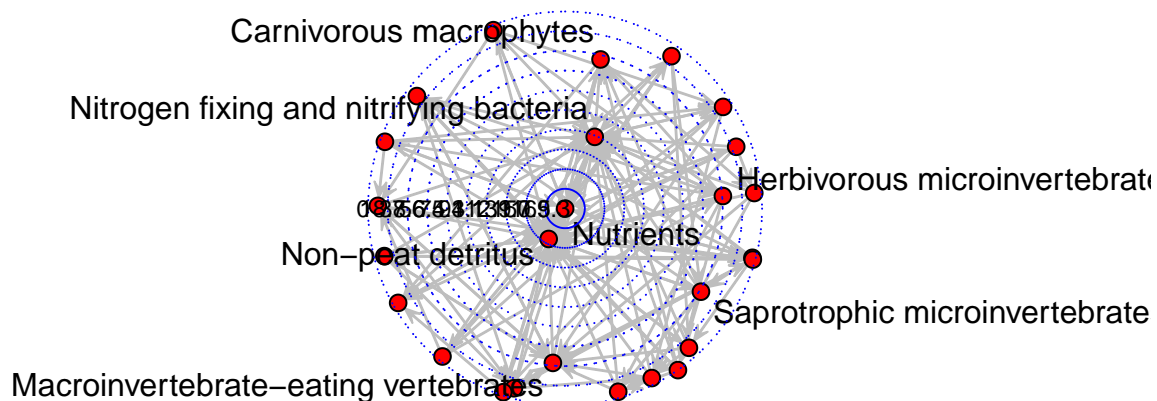 Carnivorous macrophytes
Nitrogen fixing and nitrifying bacteria
Herbivorous microinvertebrate
Nutrients
Non−peat detritus
Saprotrophic microinvertebrate
Macroinvertebrate−eating vertebrates